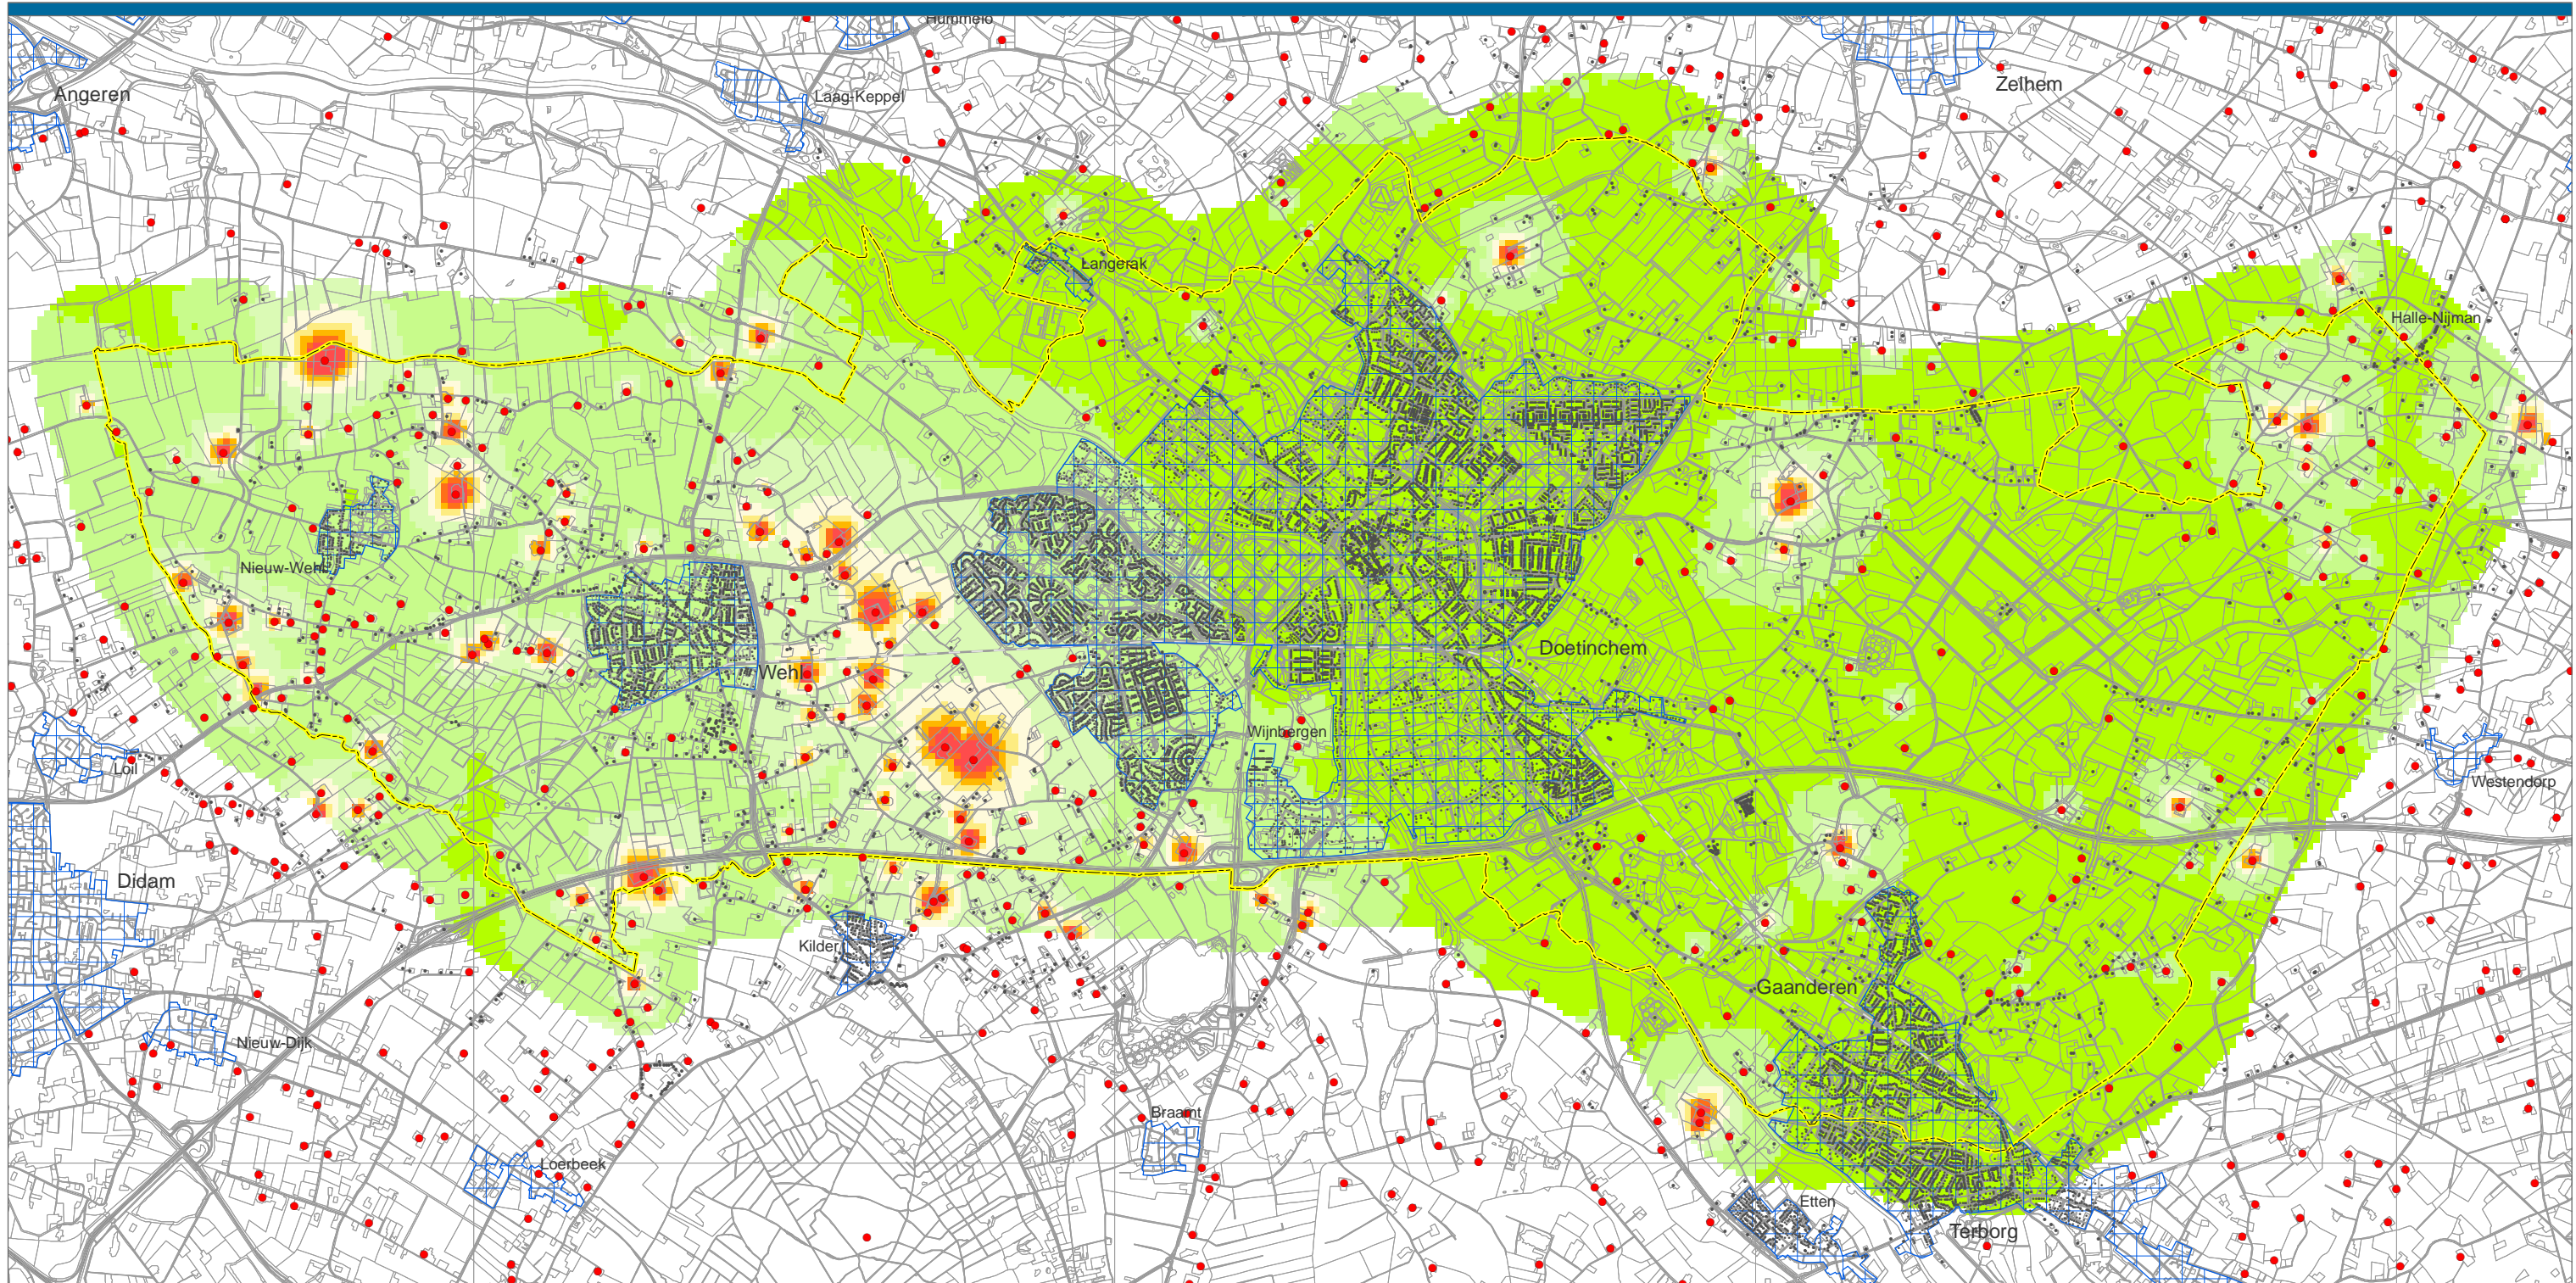 Hummelo
Zelhem
Angeren
Laag-Keppel
Langerak
Halle-Nijman
Nieuw-Wehl
Doetinchem
Wehl
Wijnbergen
Loil
Westendorp
Didam
Kilder
Gaanderen
Nieuw-Dijk
Braamt
Loerbeek
Etten
Terborg